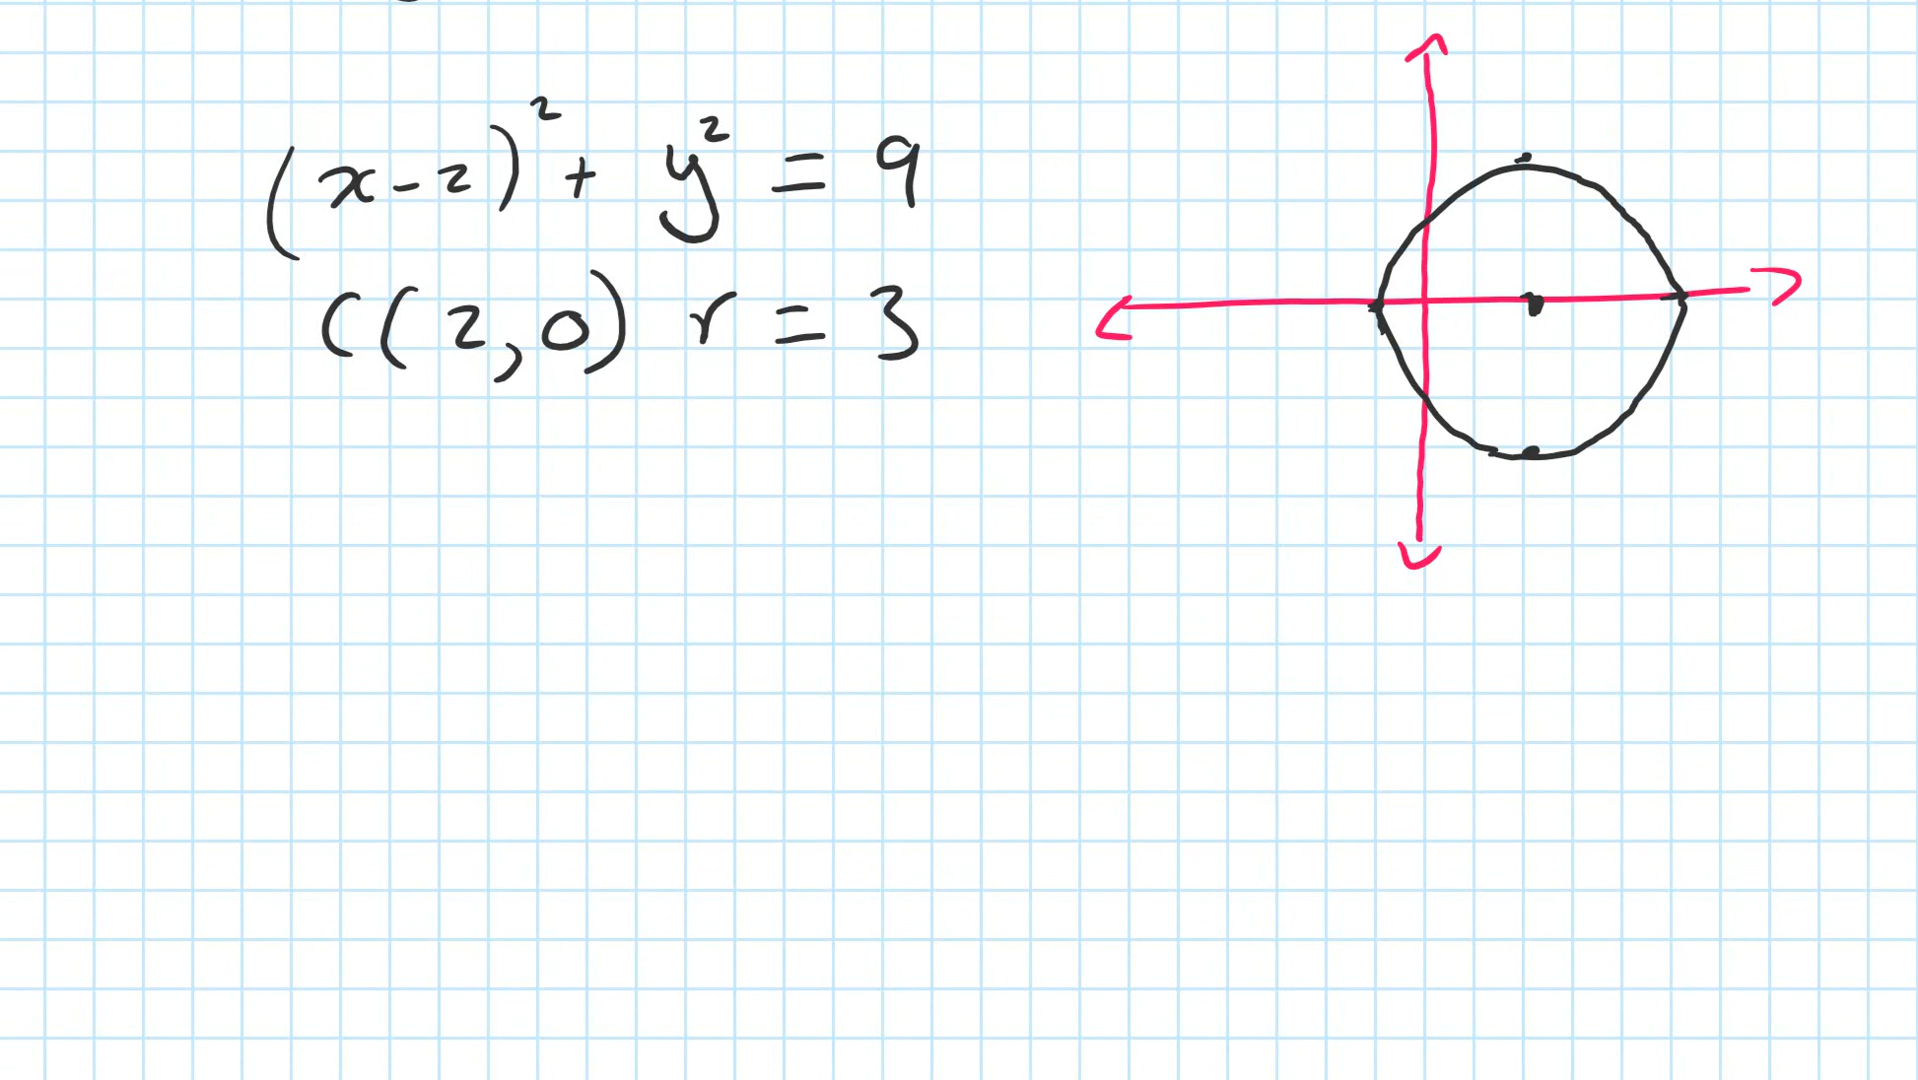 (x-2)² + y² = 9
C(2,0) r = 3